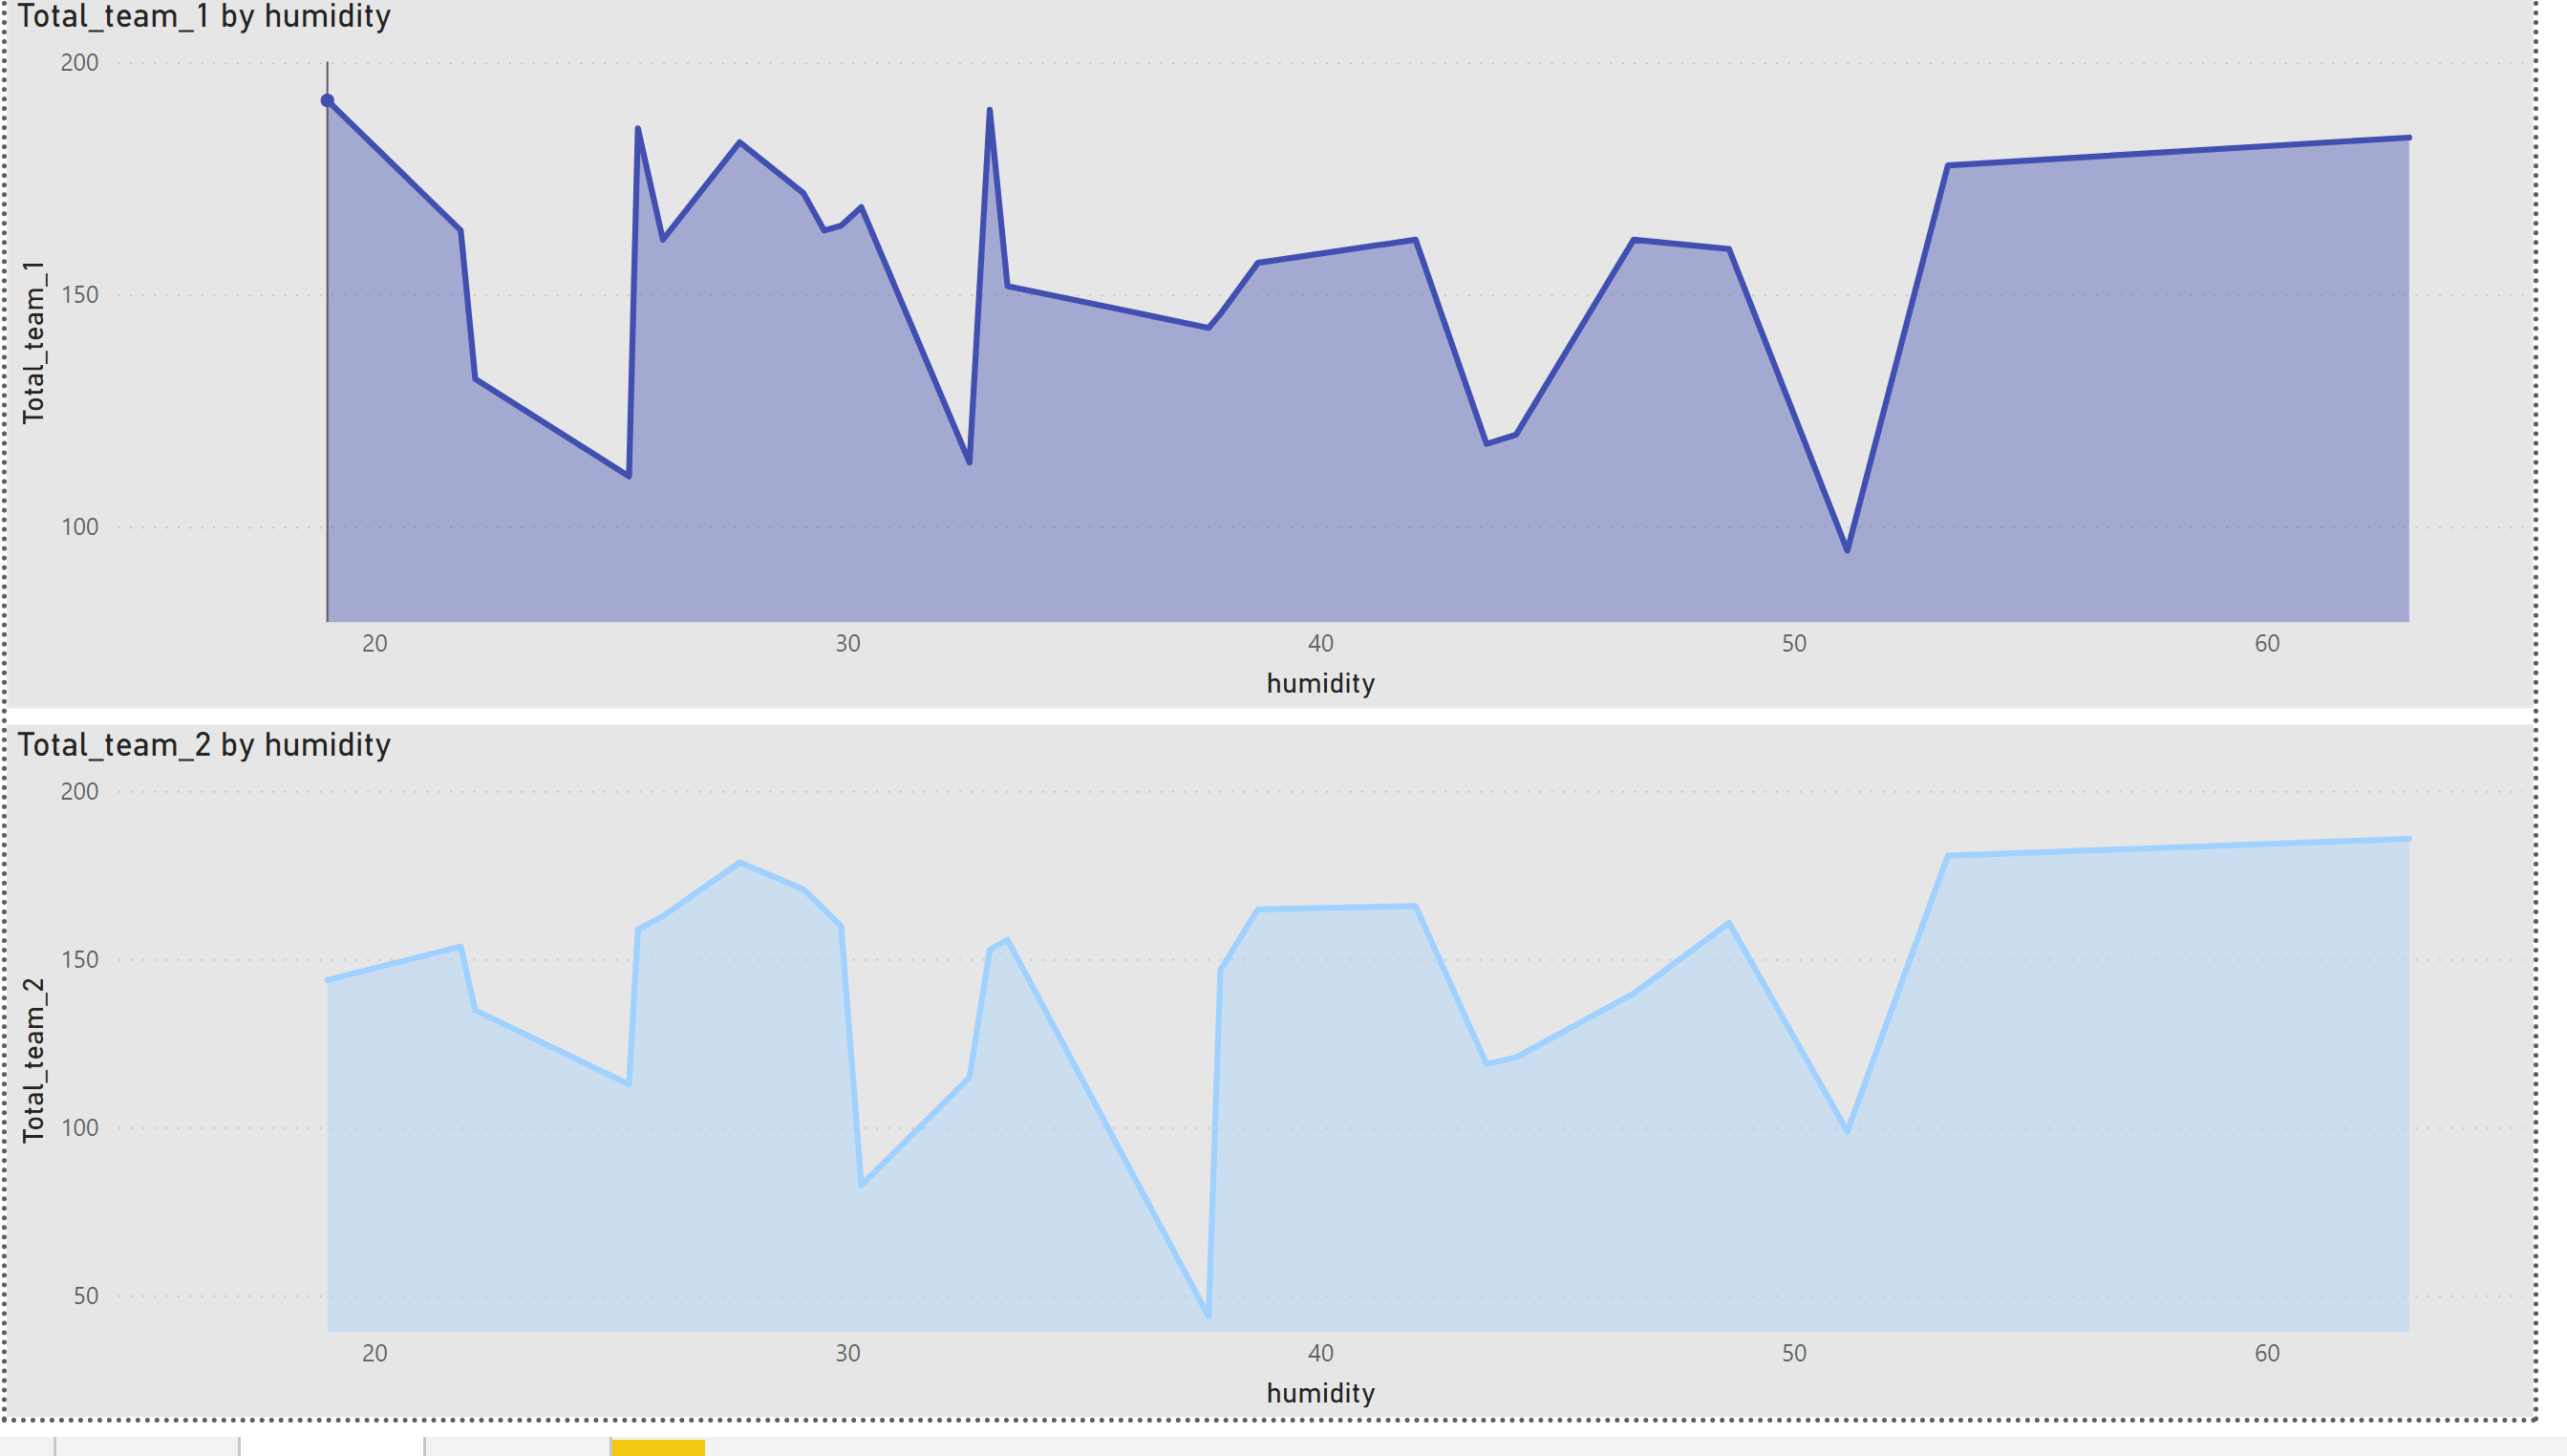 Total_team_1 by humidity
200
150
100
Total_team_1
20 30 40 50 60
humidity
Total_team_2 by humidity
200
150
100
50
Total_team_2
20 30 40 50 60
humidity